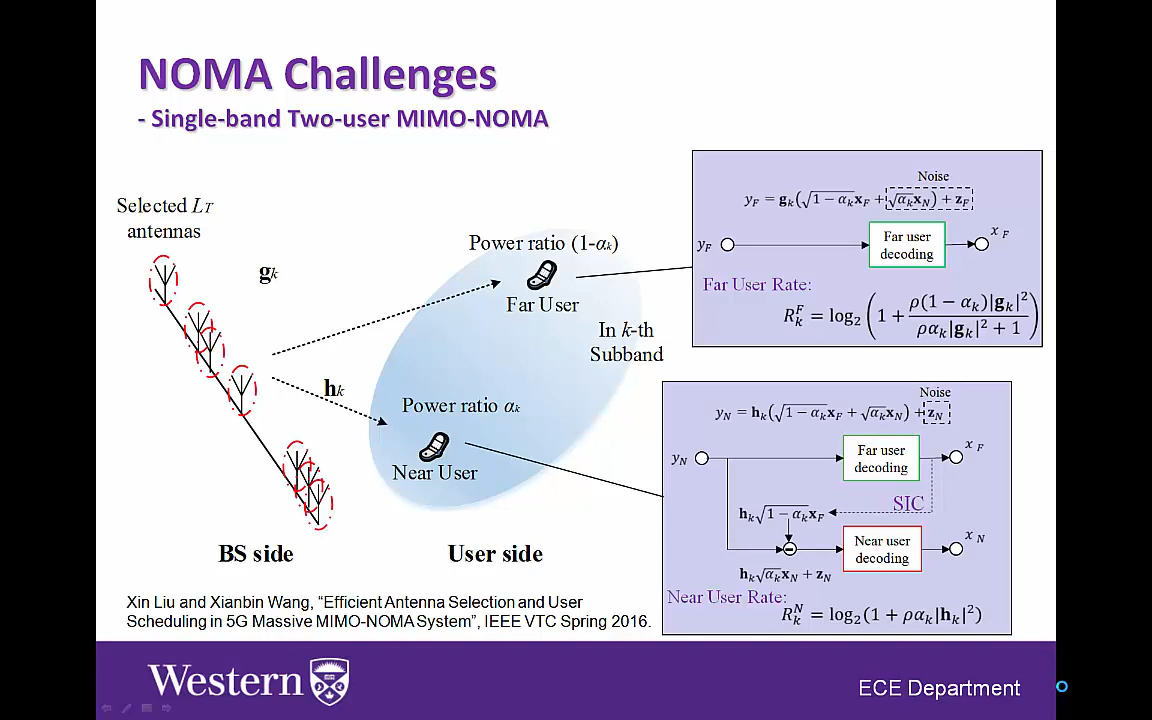 NOMA Challenges
- Single-band Two-user MIMO-NOMA
Selected L_T
antennas
g_k
h_k
Power ratio (1-α_k)
Far User
In k-th
Subband
Power ratio α_k
Near User
BS side
User side
Noise
y_F = g_k(√(1 − α_k)x_F + √α_k x_N) + z_F
y_F
Far user
decoding
x_F
Far User Rate:
R_k^F = log₂(1 + ρ(1 − α_k)|g_k|² / (ρα_k|g_k|² + 1))
Noise
y_N = h_k(√(1 − α_k)x_F + √α_k x_N) + z_N
y_N
Far user
decoding
x_F
SIC
h_k√(1 − α_k)x_F
Near user
decoding
x_N
h_k√α_k x_N + z_N
Near User Rate:
R_k^N = log₂(1 + ρα_k|h_k|²)
Xin Liu and Xianbin Wang, “Efficient Antenna Selection and User
Scheduling in 5G Massive MIMO-NOMA System”, IEEE VTC Spring 2016.
Western
ECE Department